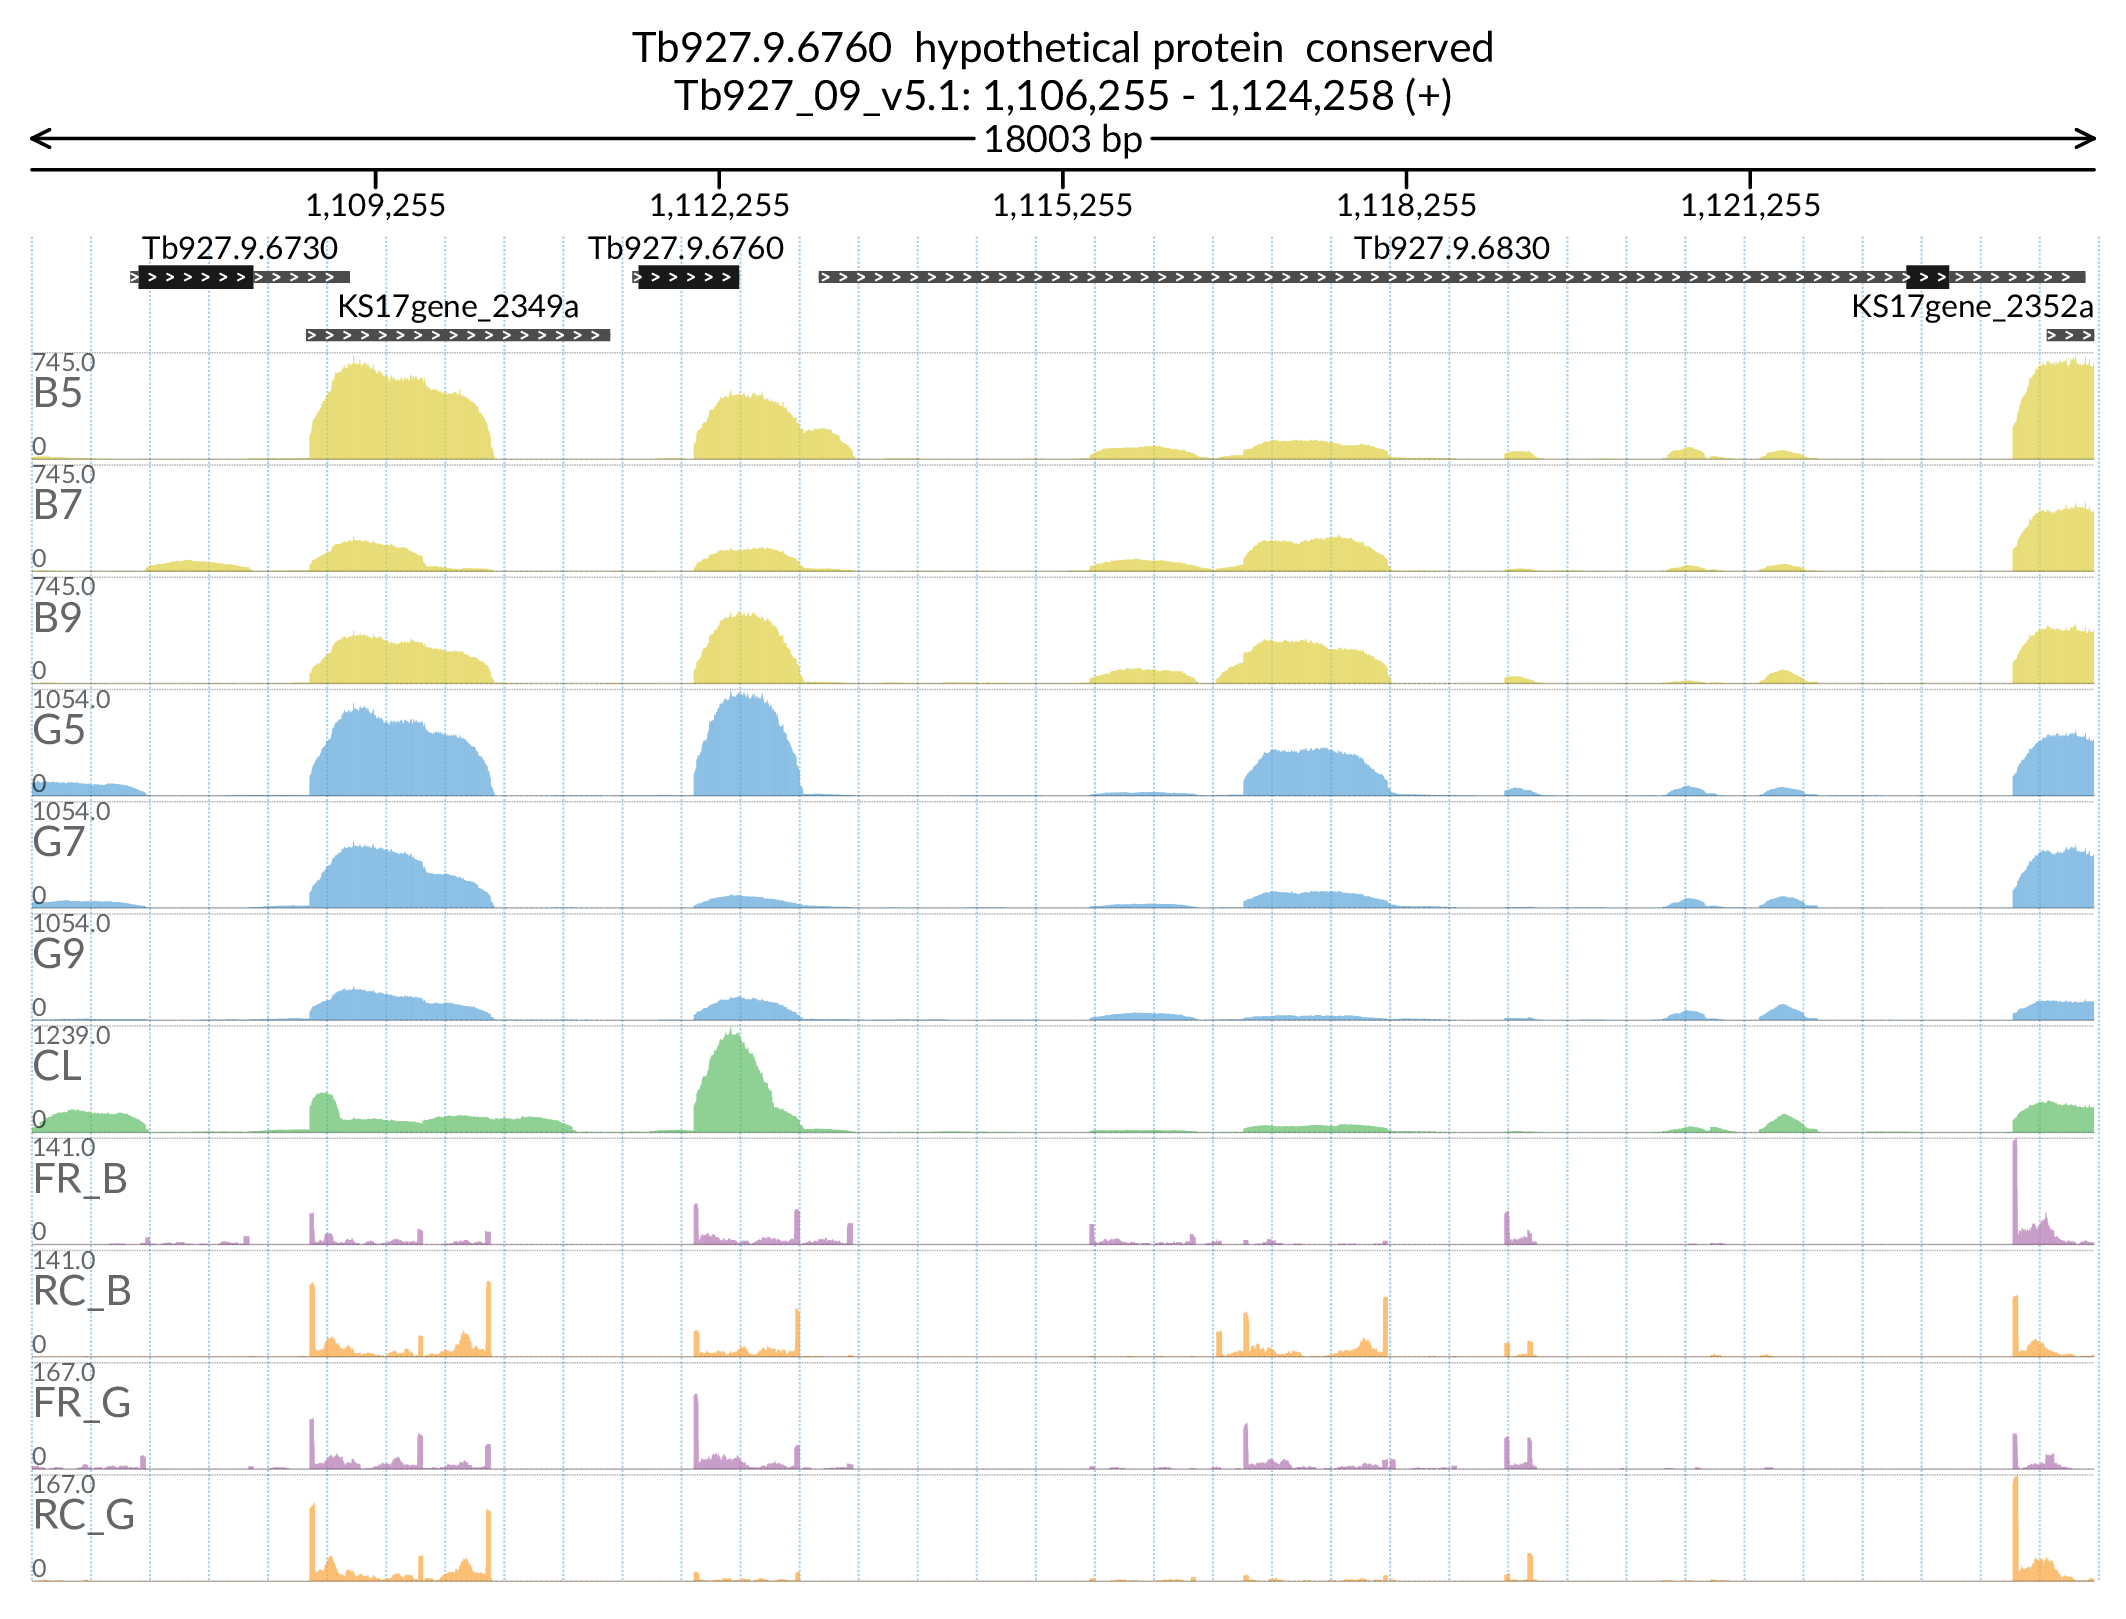 Tb927.9.6760  hypothetical protein  conserved
Tb927_09_v5.1: 1,106,255 - 1,124,258 (+)
18003 bp
1,109,255 1,112,255 1,115,255 1,118,255 1,121,255
Tb927.9.6730 Tb927.9.6760 Tb927.9.6830
KS17gene_2349a KS17gene_2352a
745.0
B5
0
745.0
B7
0
745.0
B9
0
1054.0
G5
0
1054.0
G7
0
1054.0
G9
0
1239.0
CL
0
141.0
FR_B
0
141.0
RC_B
0
167.0
FR_G
0
167.0
RC_G
0